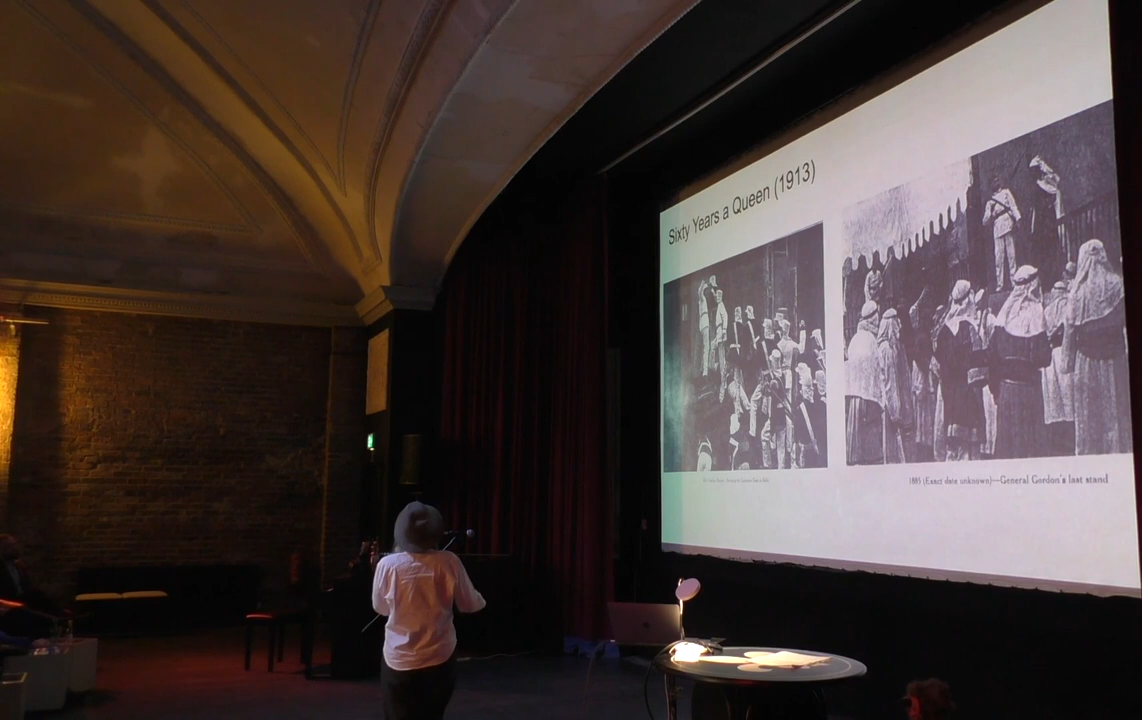 Sixty Years a Queen (1913)
1885 (Exact date unknown)—General Gordon's last stand